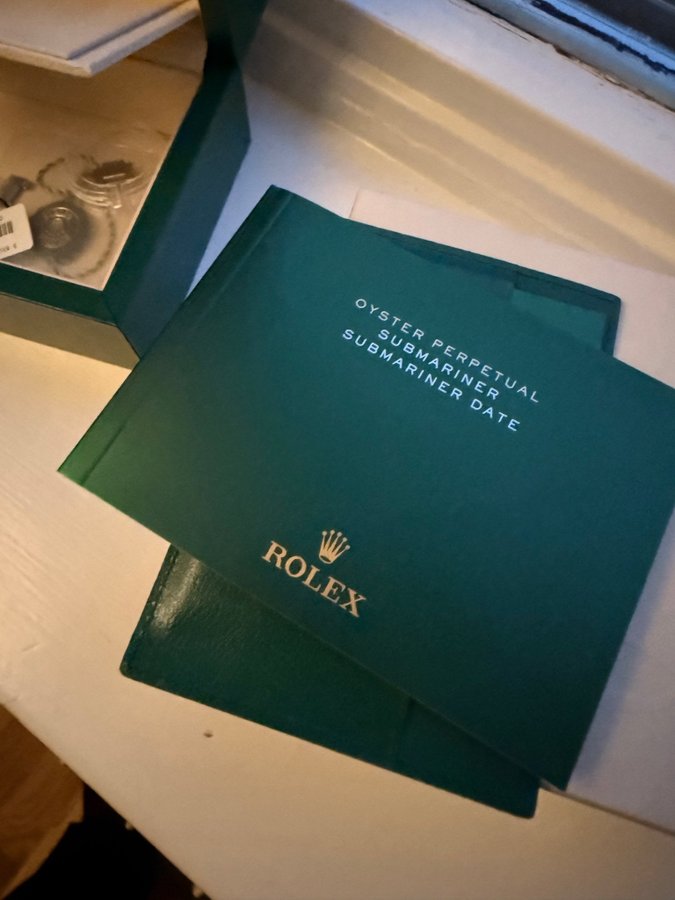 OYSTER PERPETUAL
SUBMARINER
SUBMARINER DATE
ROLEX